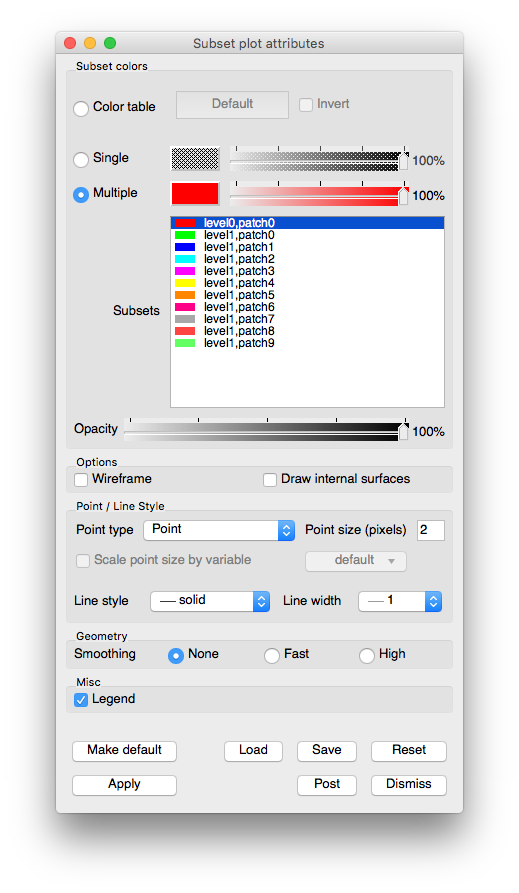 Subset plot attributes
Subset colors
Color table Default Invert
Single 100%
Multiple 100%
level0,patch0
level1,patch0
level1,patch1
level1,patch2
level1,patch3
level1,patch4
level1,patch5
Subsets level1,patch6
level1,patch7
level1,patch8
level1,patch9
Opacity 100%
Options
Wireframe Draw internal surfaces
Point / Line Style
Point type Point Point size (pixels) 2
Scale point size by variable default
Line style solid Line width 1
Geometry
Smoothing None Fast High
Misc
Legend
Make default Load Save Reset
Apply Post Dismiss